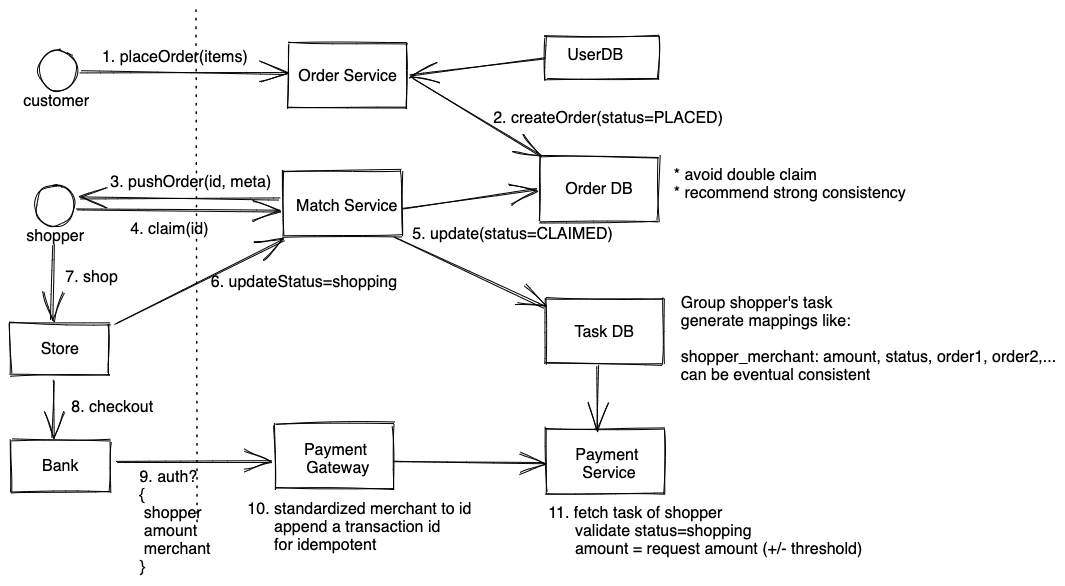 1. placeOrder(items)
Order Service
UserDB
customer
2. createOrder(status=PLACED)
3. pushOrder(id, meta)
Match Service
Order DB
* avoid double claim
* recommend strong consistency
4. claim(id)
shopper
5. update(status=CLAIMED)
7. shop
6. updateStatus=shopping
Store
Task DB
Group shopper's task
generate mappings like:
shopper_merchant: amount, status, order1, order2,...
can be eventual consistent
8. checkout
Bank
Payment
Gateway
Payment
Service
9. auth?
{
shopper
amount
merchant
}
10. standardized merchant to id
append a transaction id
for idempotent
11. fetch task of shopper
validate status=shopping
amount = request amount (+/- threshold)